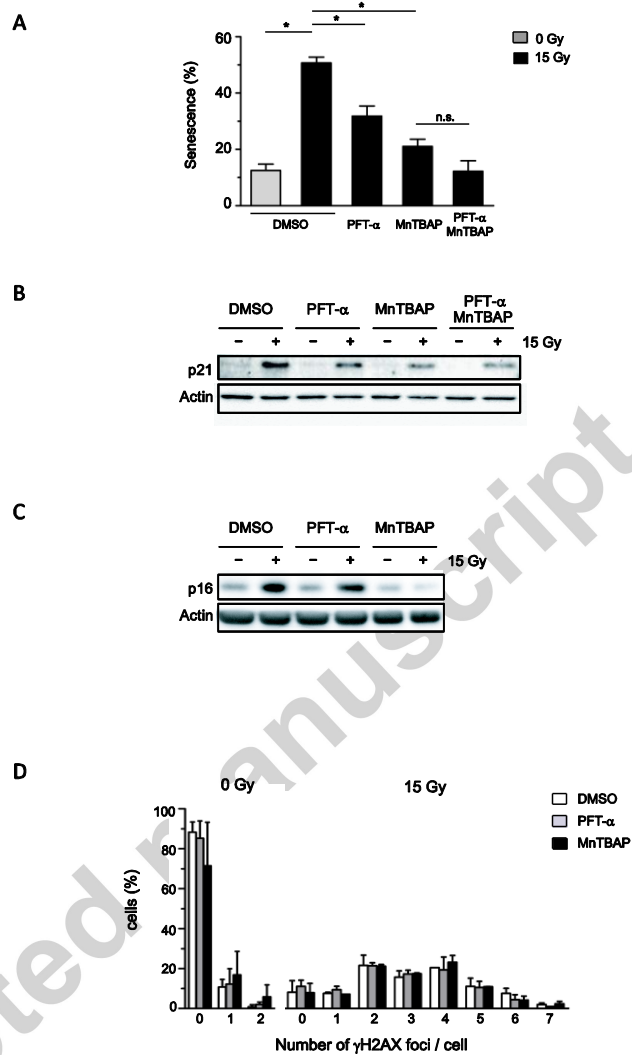 A
* 
*
*
0 Gy
15 Gy
Senescence (%)
60
40
20
0
n.s.
DMSO PFT-α MnTBAP PFT-α MnTBAP
B
DMSO PFT-α MnTBAP PFT-α MnTBAP
– + – + – + – + 15 Gy
p21
Actin
C
DMSO PFT-α MnTBAP
– + – + – + 15 Gy
p16
Actin
D
0 Gy 15 Gy
DMSO
PFT-α
MnTBAP
cells (%)
100
80
60
40
20
0
0 1 2 0 1 2 3 4 5 6 7
Number of γH2AX foci / cell
anuscript